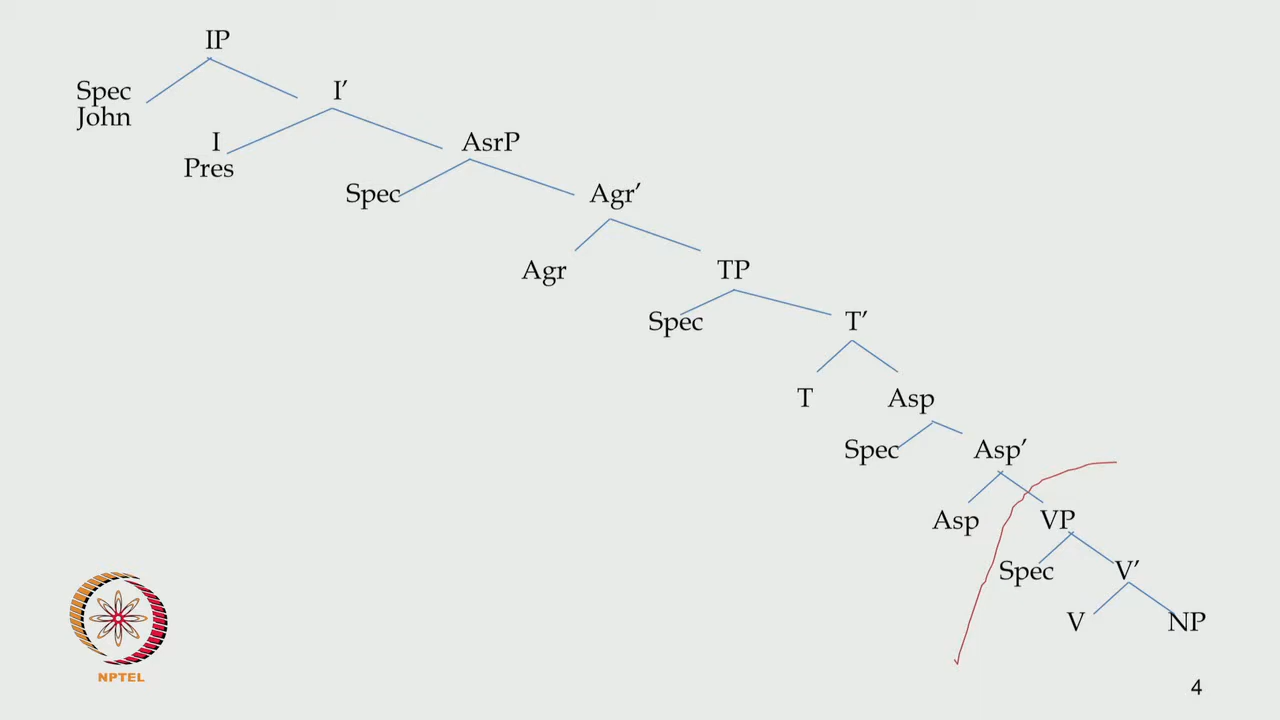 IP
Spec
John
I’
I
Pres
AsrP
Spec
Agr’
Agr
TP
Spec
T’
T
Asp
Spec
Asp’
Asp
VP
Spec
V’
V
NP
NPTEL
4